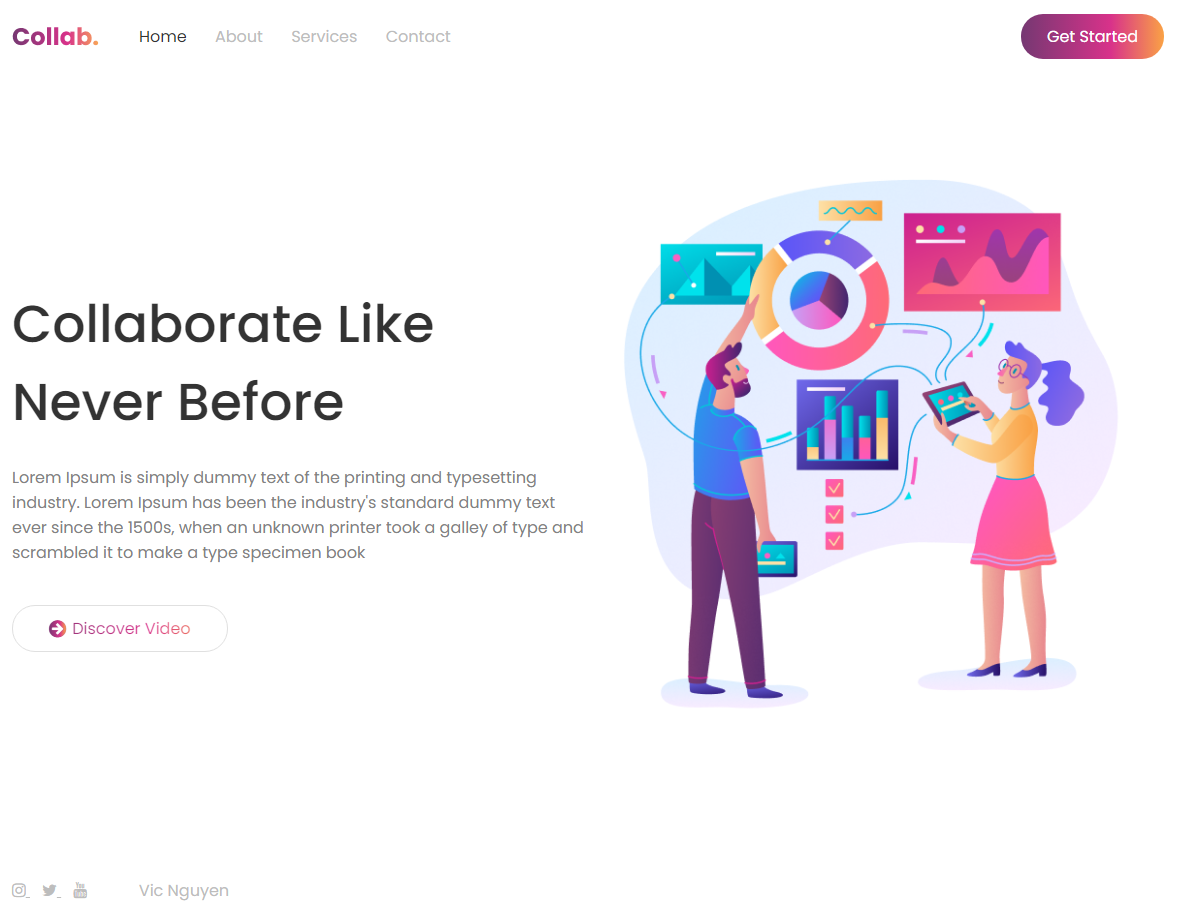 Collab.
Home
About
Services
Contact
Get Started
Collaborate Like
Never Before
Lorem Ipsum is simply dummy text of the printing and typesetting
industry. Lorem Ipsum has been the industry's standard dummy text
ever since the 1500s, when an unknown printer took a galley of type and
scrambled it to make a type specimen book
Discover Video
Vic Nguyen